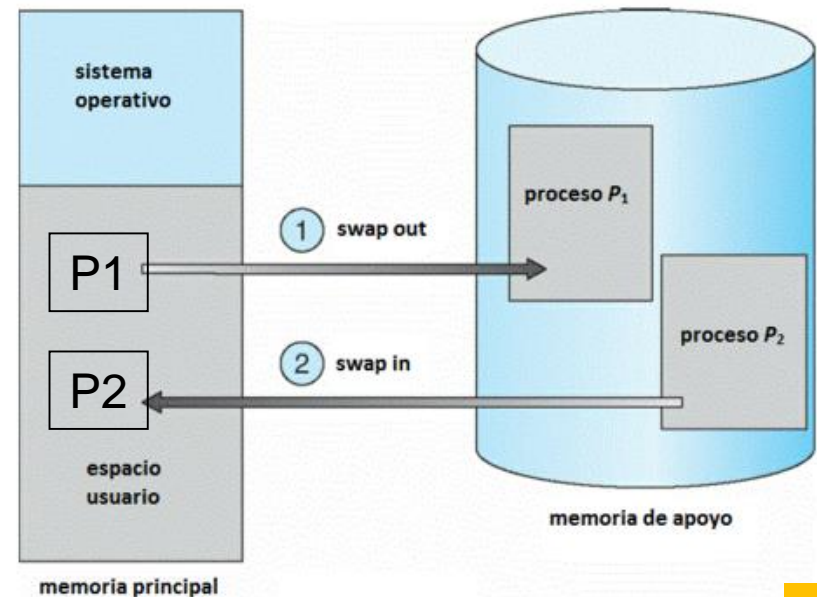 sistema
operativo
P1
P2
espacio
usuario
memoria principal
1 swap out
2 swap in
proceso P₁
proceso P₂
memoria de apoyo